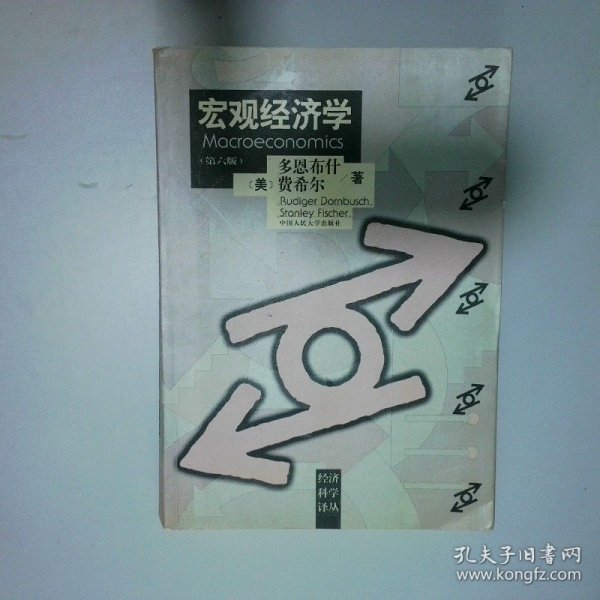 宏观经济学
Macroeconomics
（第六版）
〔美〕
多恩布什
费希尔
／著
Rudiger Dornbusch
Stanley Fischer
中国人民大学出版社
经济
科学
译丛
孔夫子旧书网
www.kongfz.com